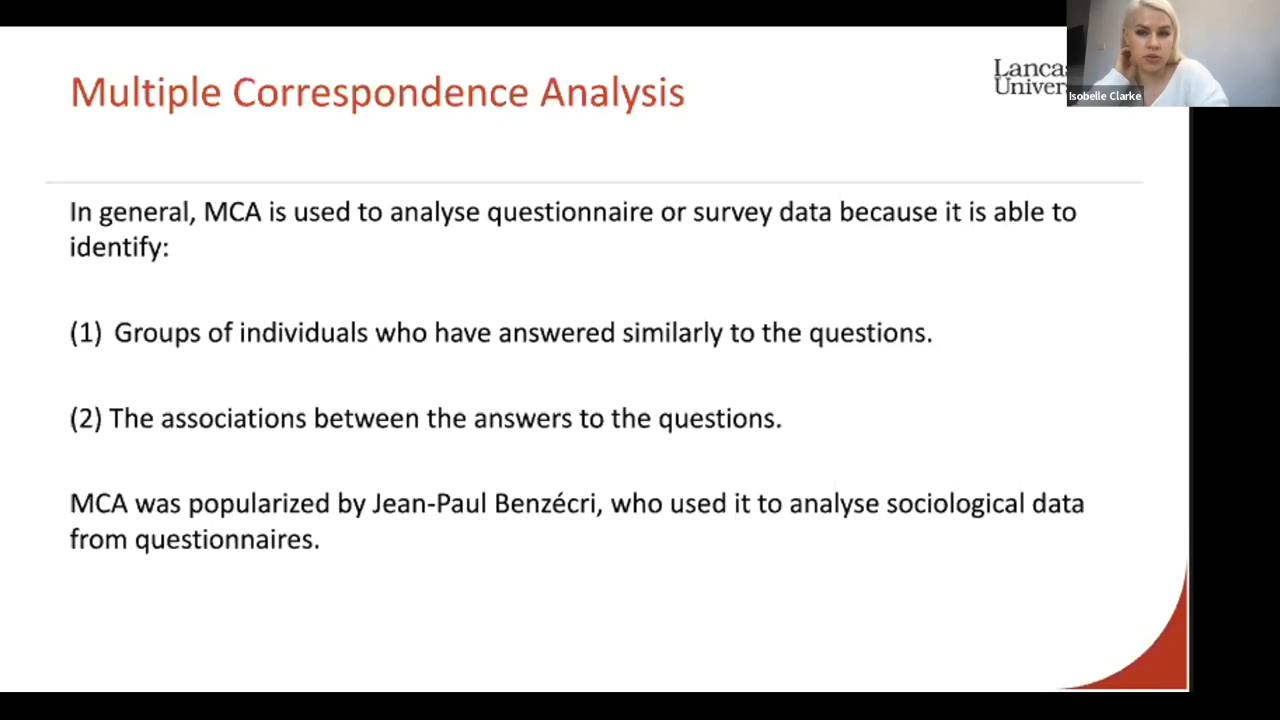 Multiple Correspondence Analysis
Isobelle Clarke
In general, MCA is used to analyse questionnaire or survey data because it is able to
identify:
(1) Groups of individuals who have answered similarly to the questions.
(2) The associations between the answers to the questions.
MCA was popularized by Jean-Paul Benzécri, who used it to analyse sociological data
from questionnaires.